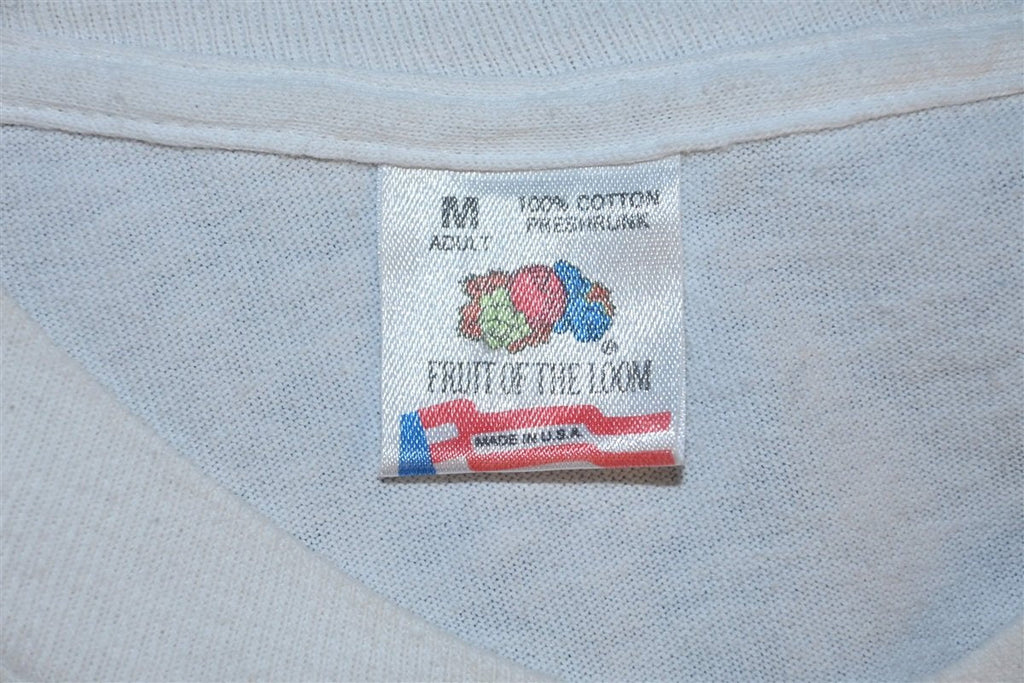 M
ADULT
100% COTTON
PRESHRUNK
®
FRUIT OF THE LOOM
MADE IN U.S.A.